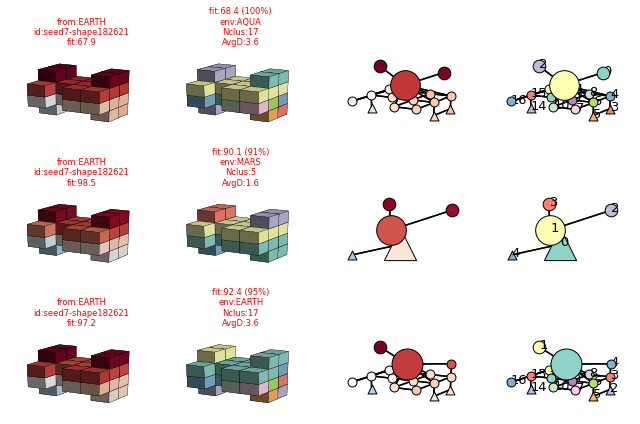 from:EARTH
id:seed7-shape182621
fit:67.9
fit:68.4 (100%)
env:AQUA
Nclus:17
AvgD:3.6
2
0
15
8
4
16
14
3
from:EARTH
id:seed7-shape182621
fit:98.5
fit:90.1 (91%)
env:MARS
Nclus:5
AvgD:1.6
3
2
1
0
4
from:EARTH
id:seed7-shape182621
fit:97.2
fit:92.4 (95%)
env:EARTH
Nclus:17
AvgD:3.6
1
4
15
8
3
16
14
2